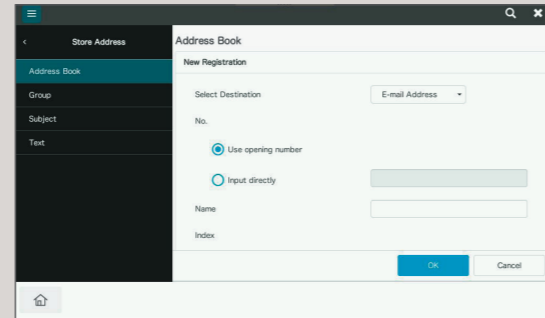 Store Address
Address Book
Group
Subject
Text
Address Book
New Registration
Select Destination
E-mail Address
No.
Use opening number
Input directly
Name
Index
OK
Cancel